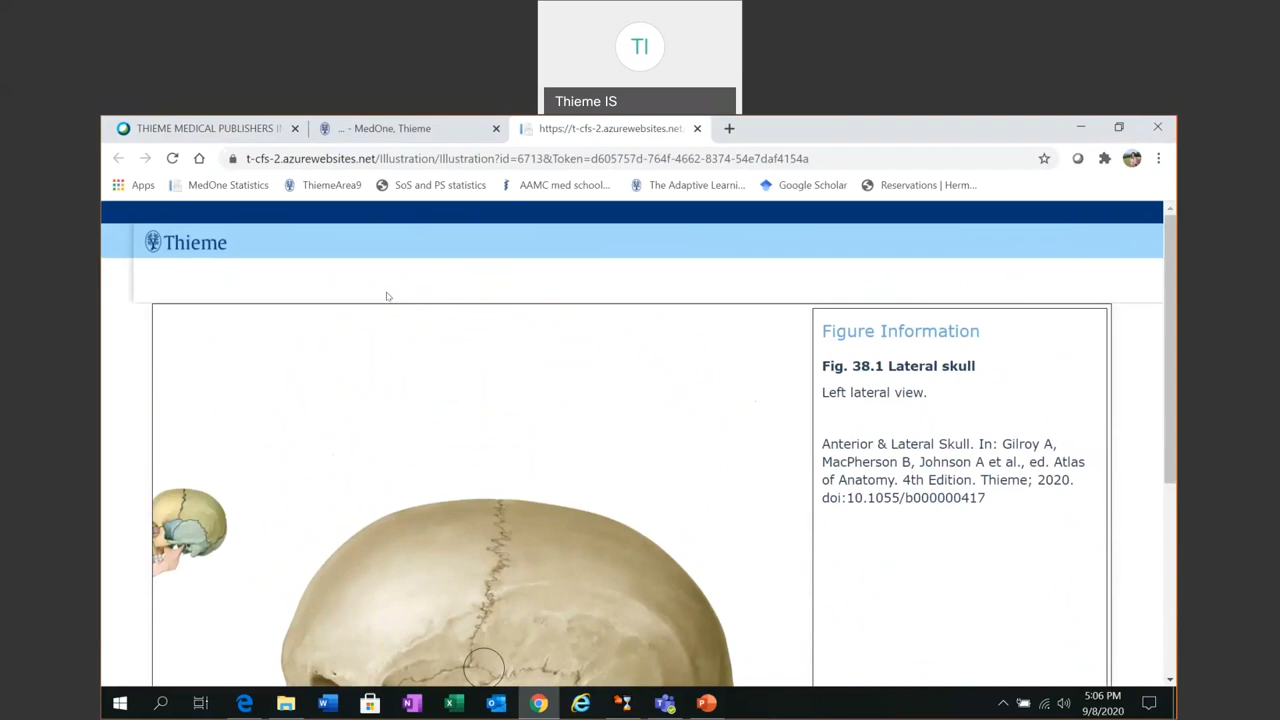 TI
Thieme IS
THIEME MEDICAL PUBLISHERS I
... - MedOne, Thieme
https://t-cfs-2.azurewebsites.net
t-cfs-2.azurewebsites.net/Illustration/Illustration?id=6713&Token=d605757d-764f-4662-8374-54e7daf4154a
Apps
MedOne Statistics
ThiemeArea9
SoS and PS statistics
AAMC med school...
The Adaptive Learni...
Google Scholar
Reservations | Herm...
Thieme
Figure Information
Fig. 38.1 Lateral skull
Left lateral view.
Anterior & Lateral Skull. In: Gilroy A,
MacPherson B, Johnson A et al., ed. Atlas
of Anatomy. 4th Edition. Thieme; 2020.
doi:10.1055/b000000417
5:06 PM
9/8/2020